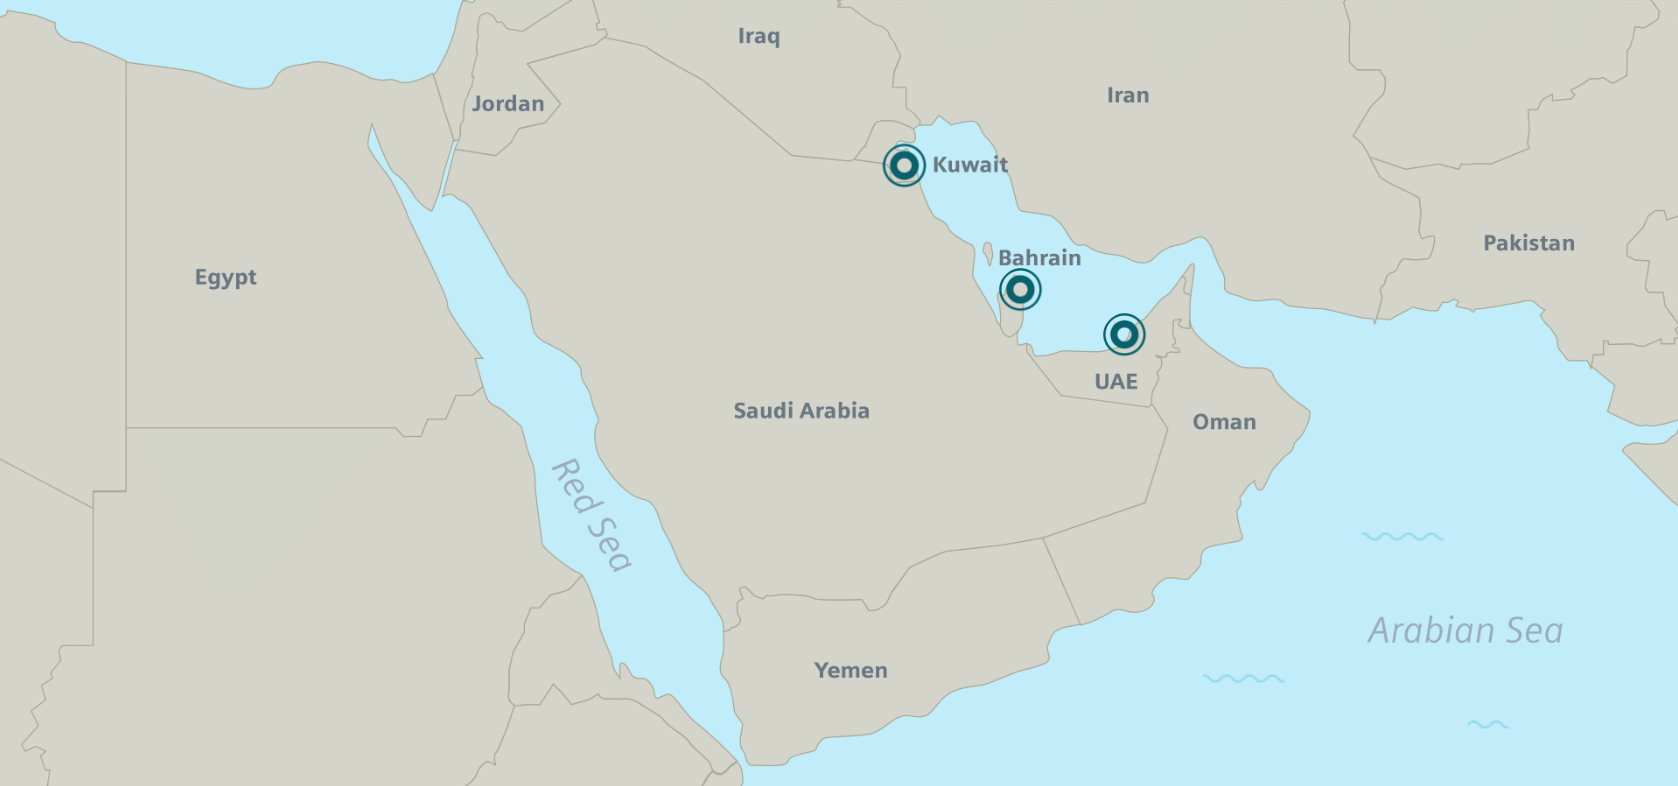 Iraq
Iran
Jordan
Kuwait
Pakistan
Bahrain
Egypt
UAE
Saudi Arabia
Oman
Red Sea
Arabian Sea
Yemen